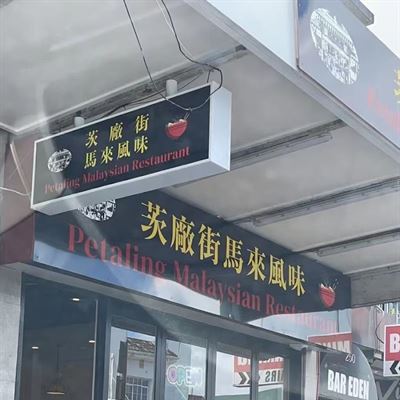 茨廠街
馬來風味
Petaling Malaysian Restaurant
茨廠街馬來風味
Petaling Malaysian Restaurant
OPEN
250
BAR EDEN